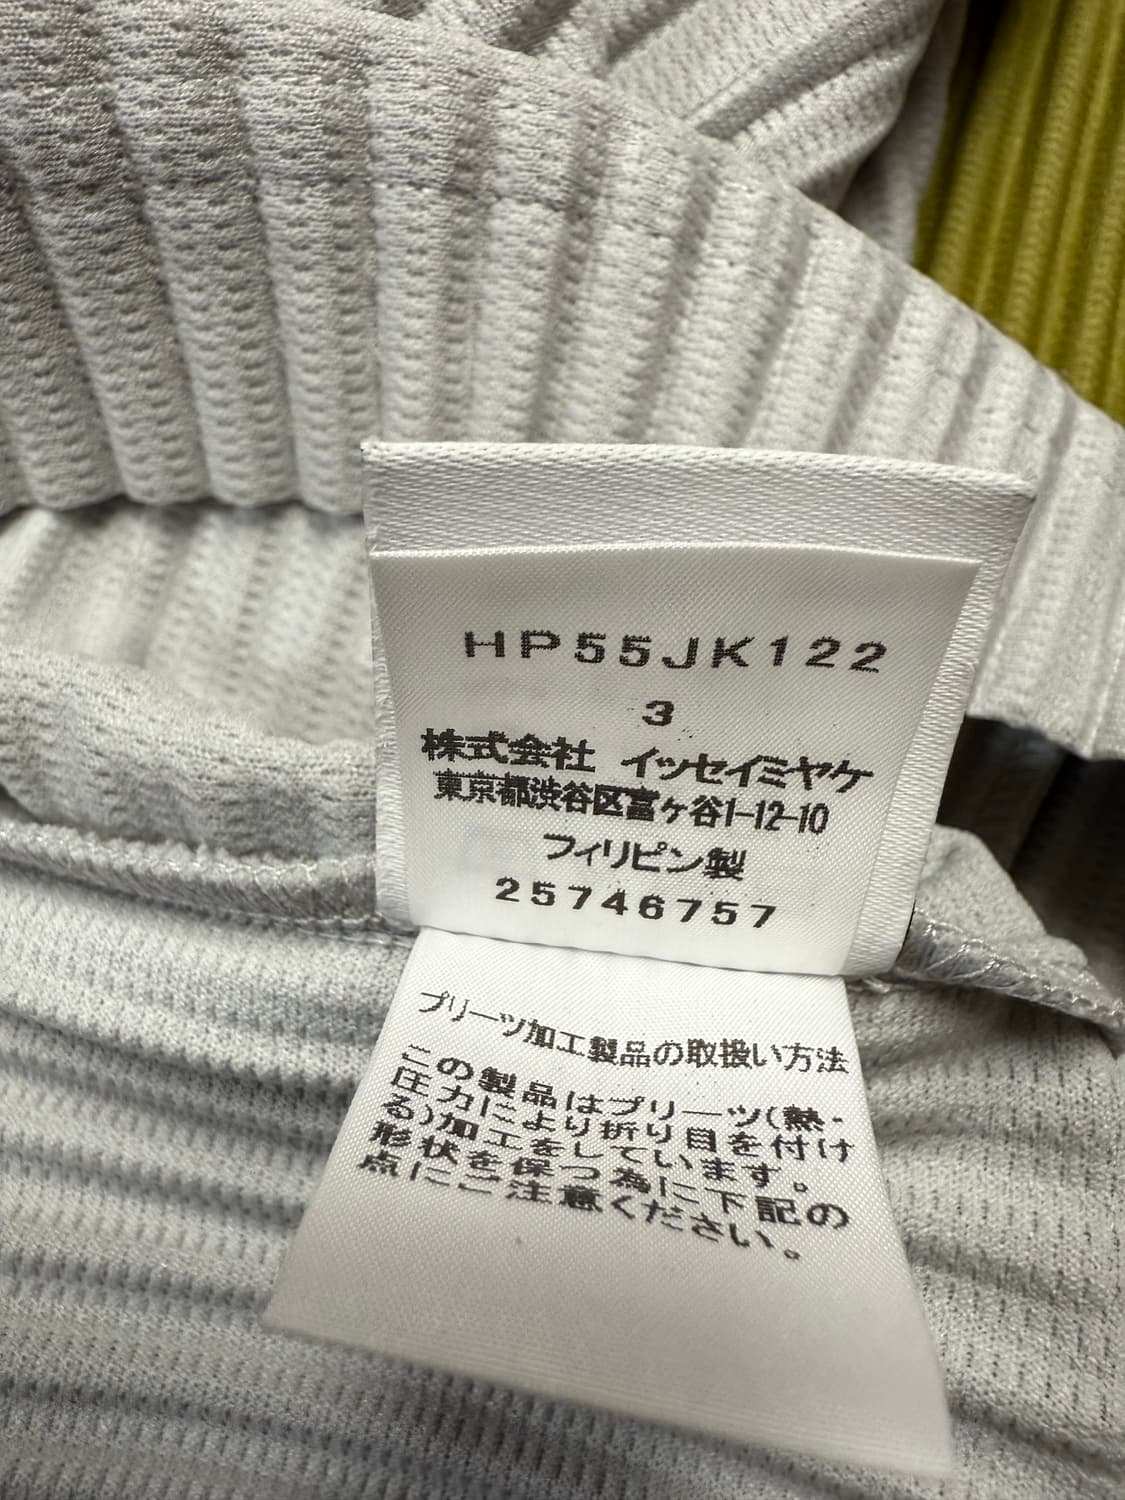 HP55JK122
3
株式会社 イッセイミヤケ
東京都渋谷区富ヶ谷1-12-10
フィリピン製
25746757
プリーツ加工製品の取扱い方法
この製品はプリーツ(熱・
圧力により折り目を付け
る)加工をしています。
形状を保つ為に下記の
点にご注意ください。